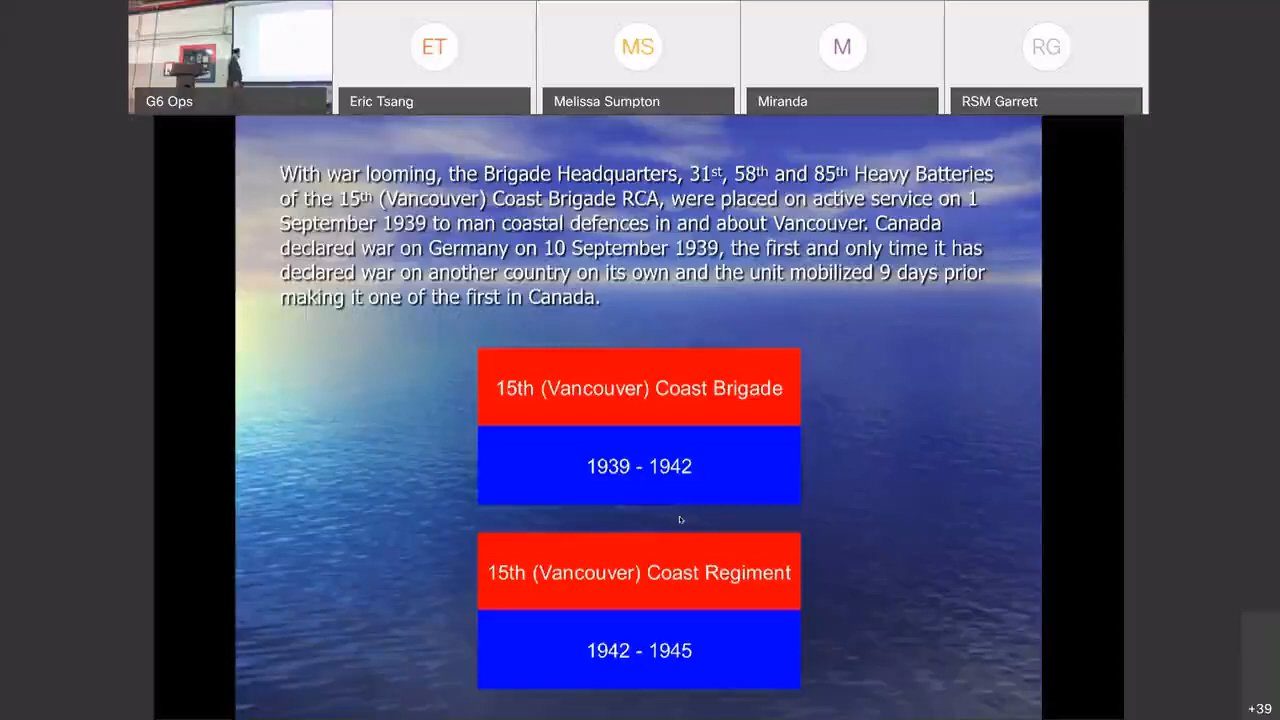 ET
MS
M
RG
G6 Ops
Eric Tsang
Melissa Sumpton
Miranda
RSM Garrett
With war looming, the Brigade Headquarters, 31st, 58th and 85th Heavy Batteries
of the 15th (Vancouver) Coast Brigade RCA, were placed on active service on 1
September 1939 to man coastal defences in and about Vancouver. Canada
declared war on Germany on 10 September 1939, the first and only time it has
declared war on another country on its own and the unit mobilized 9 days prior
making it one of the first in Canada.
15th (Vancouver) Coast Brigade
1939 - 1942
15th (Vancouver) Coast Regiment
1942 - 1945
+39